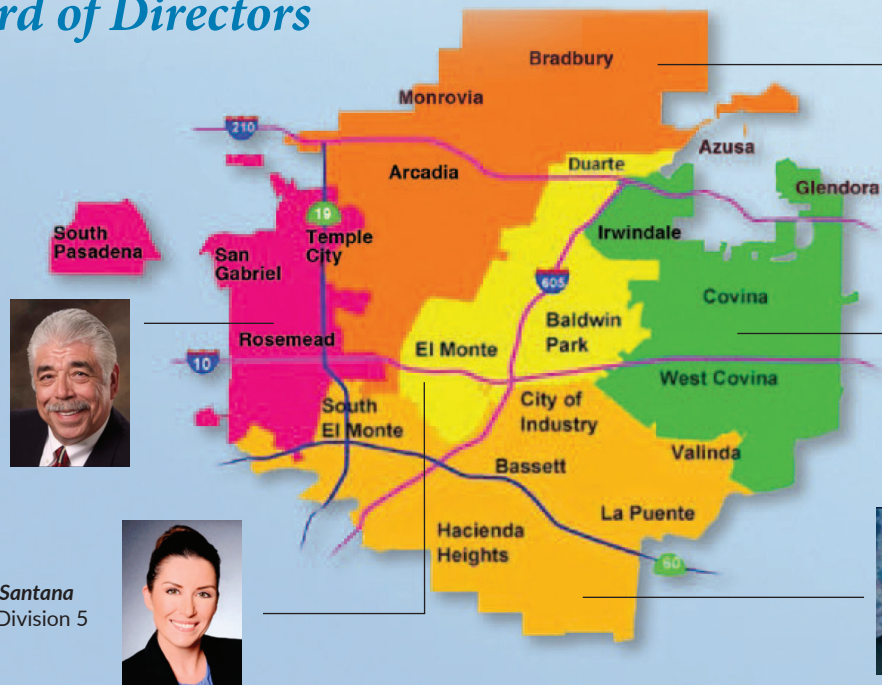 rd of Directors
Bradbury
Monrovia
210
Azusa
Duarte
Arcadia
Glendora
19
South
Pasadena
Temple
City
Irwindale
San
Gabriel
605
Covina
Baldwin
Park
Rosemead
El Monte
10
West Covina
South
El Monte
City of
Industry
Valinda
Bassett
La Puente
Hacienda
Heights
60
Santana
Division 5